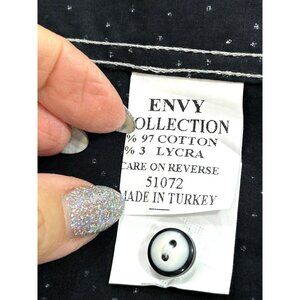 ENVY
COLLECTION
% 97 COTTON
% 3 LYCRA
CARE ON REVERSE
51072
MADE IN TURKEY